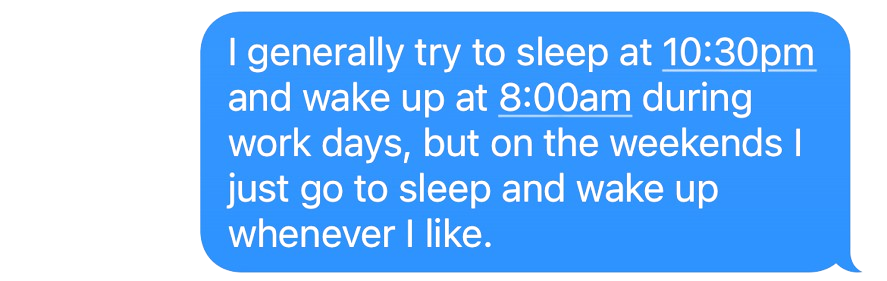 I generally try to sleep at 10:30pm
and wake up at 8:00am during
work days, but on the weekends I
just go to sleep and wake up
whenever I like.